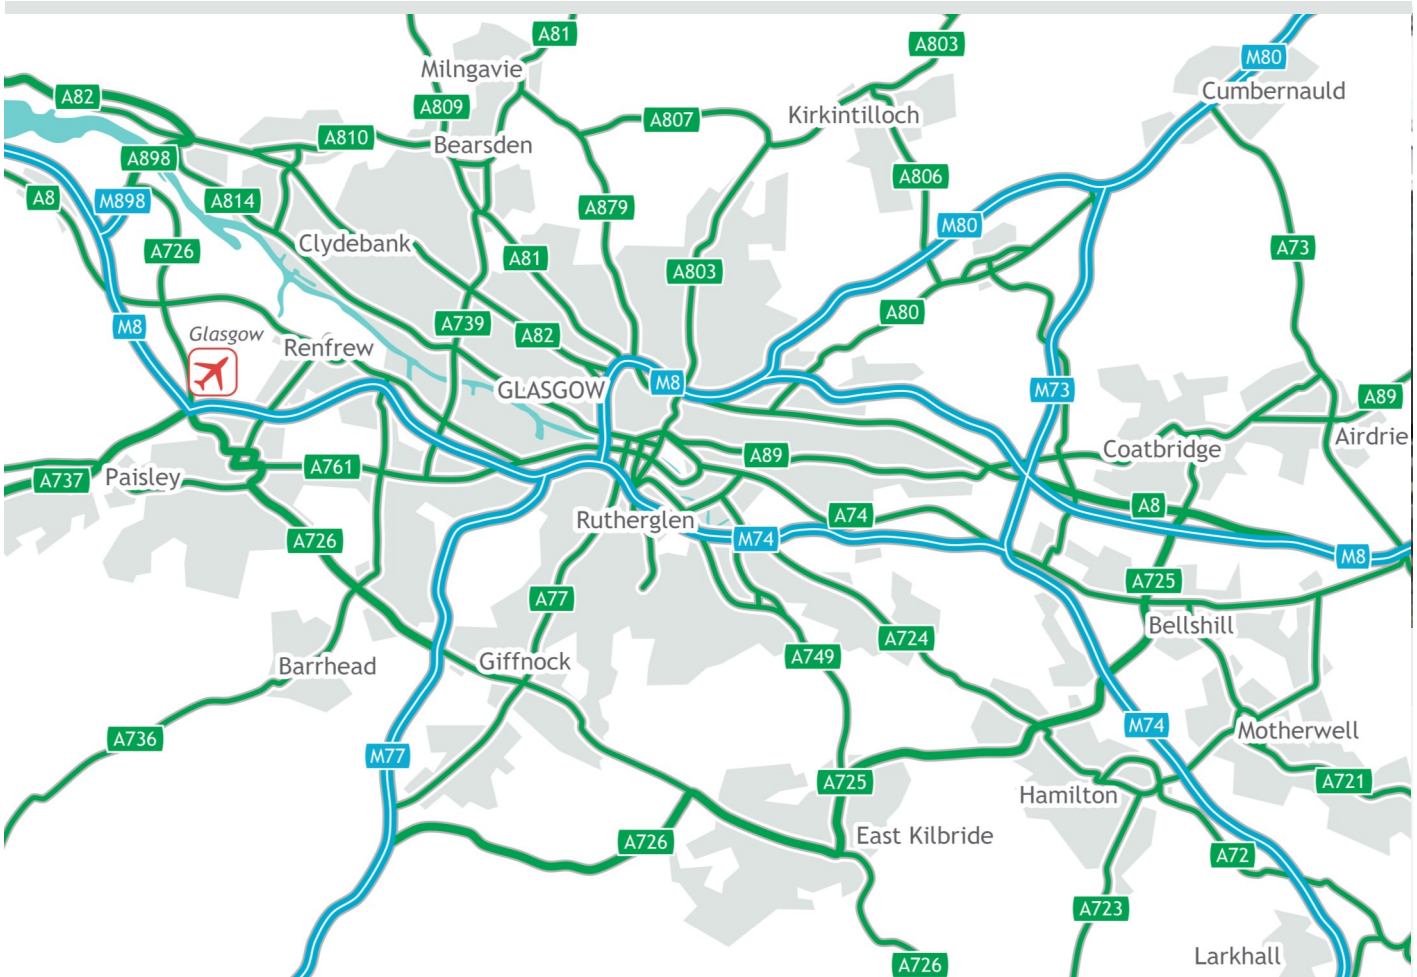 A81
A803
M80
Milngavie
Cumbernauld
A82
A809
A807
Kirkintilloch
A810
Bearsden
A898
A806
A8
M898
A814
A879
M80
A726
Clydebank
A81
A73
A803
A80
M8
Glasgow
A739
A82
Renfrew
GLASGOW
M8
M73
A89
Airdrie
Coatbridge
A89
A761
A737
Paisley
A8
A74
Rutherglen
M74
A726
M8
A725
A77
Bellshill
A724
A749
Giffnock
Barrhead
M74
Motherwell
A736
M77
A725
A721
Hamilton
East Kilbride
A726
A72
A723
Larkhall
A726